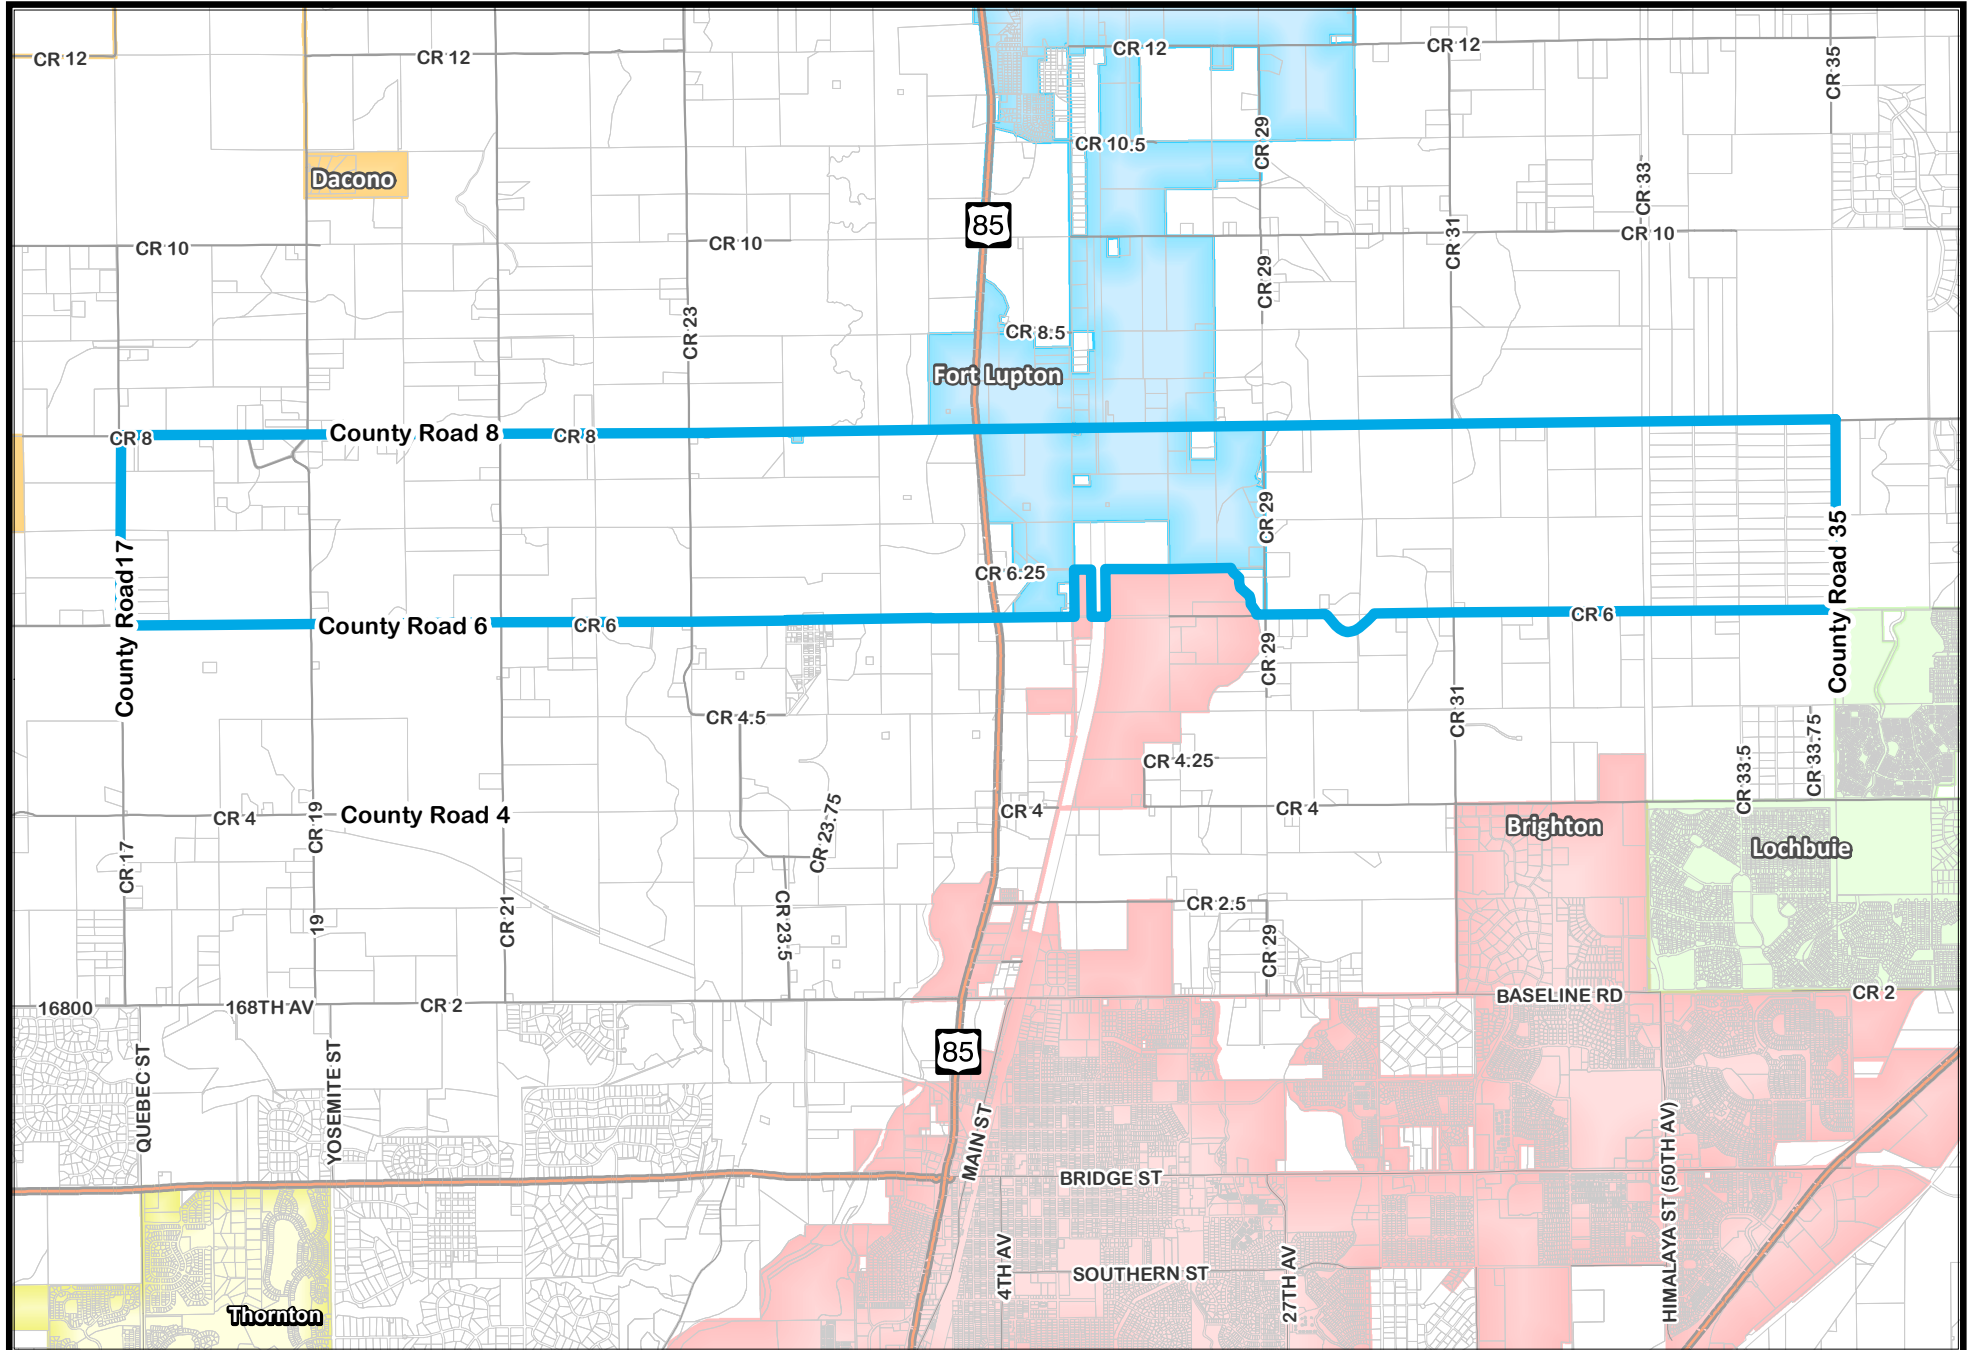 CR 12
CR 12
CR 12
CR 12
CR 35
CR 10.5
CR 29
Dacono
CR 33
85
CR 10
CR 10
CR 31
CR 10
CR 29
CR 23
CR 8.5
Fort Lupton
CR 8
County Road 8
CR 8
CR 29
County Road 17
CR 6.25
County Road 35
County Road 6
CR 6
CR 6
CR 29
CR 4.5
CR 31
CR 4.25
CR 33.5
CR 33.75
CR 4
CR 19
County Road 4
CR 23.75
CR 4
CR 4
Brighton
Lochbuie
CR 17
19
CR 21
CR 23.5
CR 2.5
CR 29
16800
168TH AV
CR 2
BASELINE RD
CR 2
85
QUEBEC ST
YOSEMITE ST
MAIN ST
BRIDGE ST
HIMALAYA ST (50TH AV)
4TH AV
SOUTHERN ST
27TH AV
Thornton